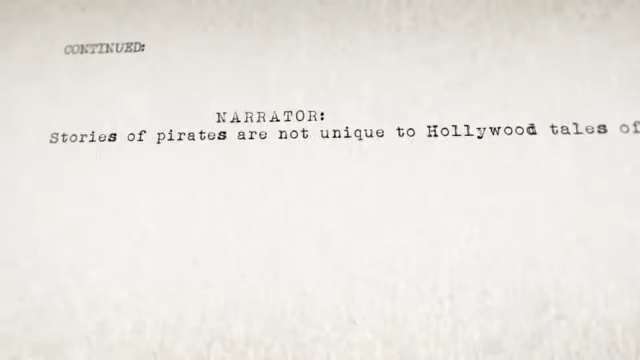 CONTINUED:
NARRATOR:
Stories of pirates are not unique to Hollywood tales of